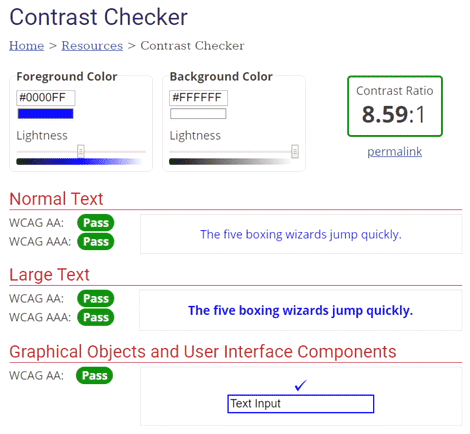 Contrast Checker
Home > Resources > Contrast Checker
Foreground Color
#0000FF
Lightness
Background Color
#FFFFFF
Lightness
Contrast Ratio
8.59:1
permalink
Normal Text
WCAG AA: Pass
WCAG AAA: Pass
The five boxing wizards jump quickly.
Large Text
WCAG AA: Pass
WCAG AAA: Pass
The five boxing wizards jump quickly.
Graphical Objects and User Interface Components
WCAG AA: Pass
✓
Text Input